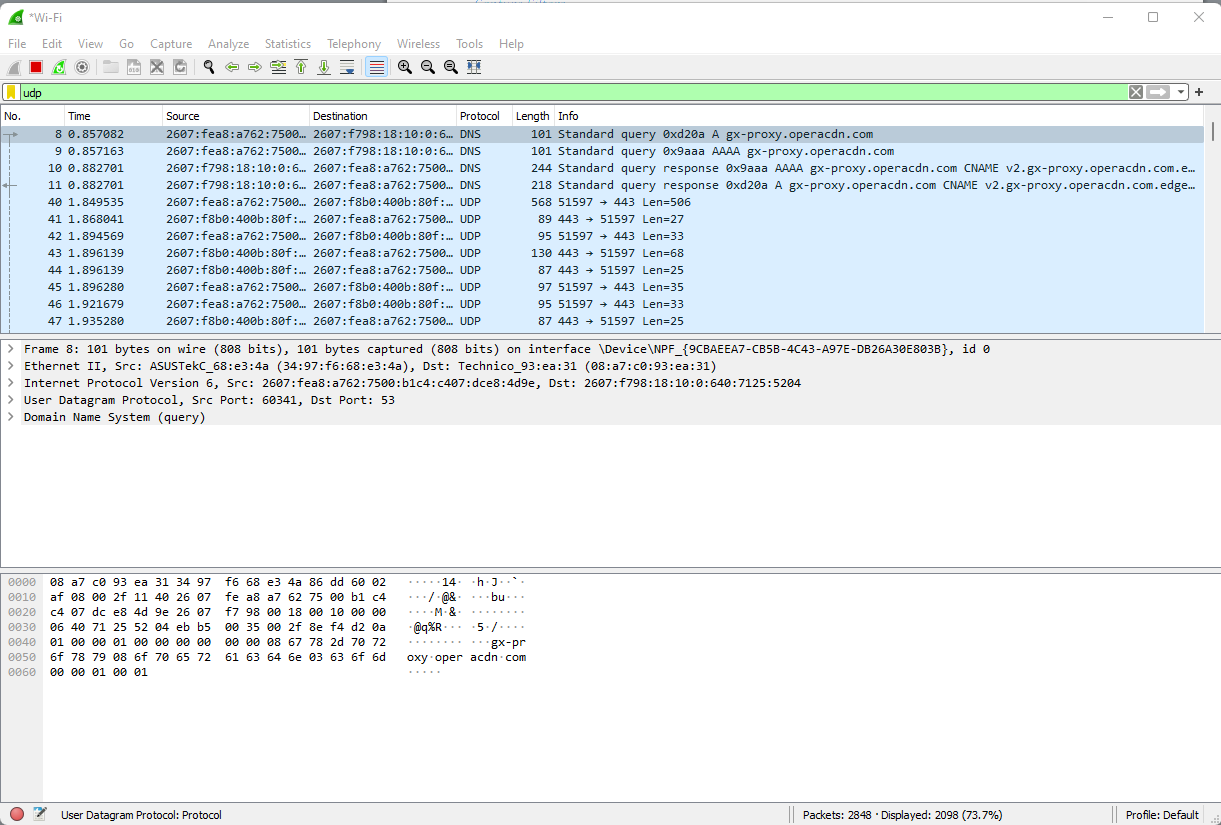 *Wi-Fi
File Edit View Go Capture Analyze Statistics Telephony Wireless Tools Help
udp
No. Time Source Destination Protocol Length Info
8 0.857082 2607:fea8:a762:7500… 2607:f798:18:10:0:6… DNS 101 Standard query 0xd20a A gx-proxy.operacdn.com
9 0.857163 2607:fea8:a762:7500… 2607:f798:18:10:0:6… DNS 101 Standard query 0x9aaa AAAA gx-proxy.operacdn.com
10 0.882701 2607:f798:18:10:0:6… 2607:fea8:a762:7500… DNS 244 Standard query response 0x9aaa AAAA gx-proxy.operacdn.com CNAME v2.gx-proxy.operacdn.com.e…
11 0.882701 2607:f798:18:10:0:6… 2607:fea8:a762:7500… DNS 218 Standard query response 0xd20a A gx-proxy.operacdn.com CNAME v2.gx-proxy.operacdn.com.edge…
40 1.849535 2607:fea8:a762:7500… 2607:f8b0:400b:80f:… UDP 568 51597 → 443 Len=506
41 1.868041 2607:f8b0:400b:80f:… 2607:fea8:a762:7500… UDP 89 443 → 51597 Len=27
42 1.894569 2607:fea8:a762:7500… 2607:f8b0:400b:80f:… UDP 95 51597 → 443 Len=33
43 1.896139 2607:f8b0:400b:80f:… 2607:fea8:a762:7500… UDP 130 443 → 51597 Len=68
44 1.896139 2607:f8b0:400b:80f:… 2607:fea8:a762:7500… UDP 87 443 → 51597 Len=25
45 1.896280 2607:fea8:a762:7500… 2607:f8b0:400b:80f:… UDP 97 51597 → 443 Len=35
46 1.921679 2607:fea8:a762:7500… 2607:f8b0:400b:80f:… UDP 95 51597 → 443 Len=33
47 1.935280 2607:f8b0:400b:80f:… 2607:fea8:a762:7500… UDP 87 443 → 51597 Len=25
Frame 8: 101 bytes on wire (808 bits), 101 bytes captured (808 bits) on interface \Device\NPF_{9CBAEEA7-CB5B-4C43-A97E-DB26A30E803B}, id 0
Ethernet II, Src: ASUSTekC_68:e3:4a (34:97:f6:68:e3:4a), Dst: Technico_93:ea:31 (08:a7:c0:93:ea:31)
Internet Protocol Version 6, Src: 2607:fea8:a762:7500:b1c4:c407:dce8:4d9e, Dst: 2607:f798:18:10:0:640:7125:5204
User Datagram Protocol, Src Port: 60341, Dst Port: 53
Domain Name System (query)
0000 08 a7 c0 93 ea 31 34 97 f6 68 e3 4a 86 dd 60 02 ·····14· ·h·J··`·
0010 af 08 00 2f 11 40 26 07 fe a8 a7 62 75 00 b1 c4 ···/·@&· ···bu···
0020 c4 07 dc e8 4d 9e 26 07 f7 98 00 18 00 10 00 00 ····M·&· ········
0030 06 40 71 25 52 04 eb b5 00 35 00 2f 8e f4 d2 0a ·@q%R··· ·5·/····
0040 01 00 00 01 00 00 00 00 00 00 08 67 78 2d 70 72 ········ ···gx-pr
0050 6f 78 79 08 6f 70 65 72 61 63 64 6e 03 63 6f 6d oxy·oper acdn·com
0060 00 00 01 00 01 ·····
User Datagram Protocol: Protocol Packets: 2848 · Displayed: 2098 (73.7%) Profile: Default